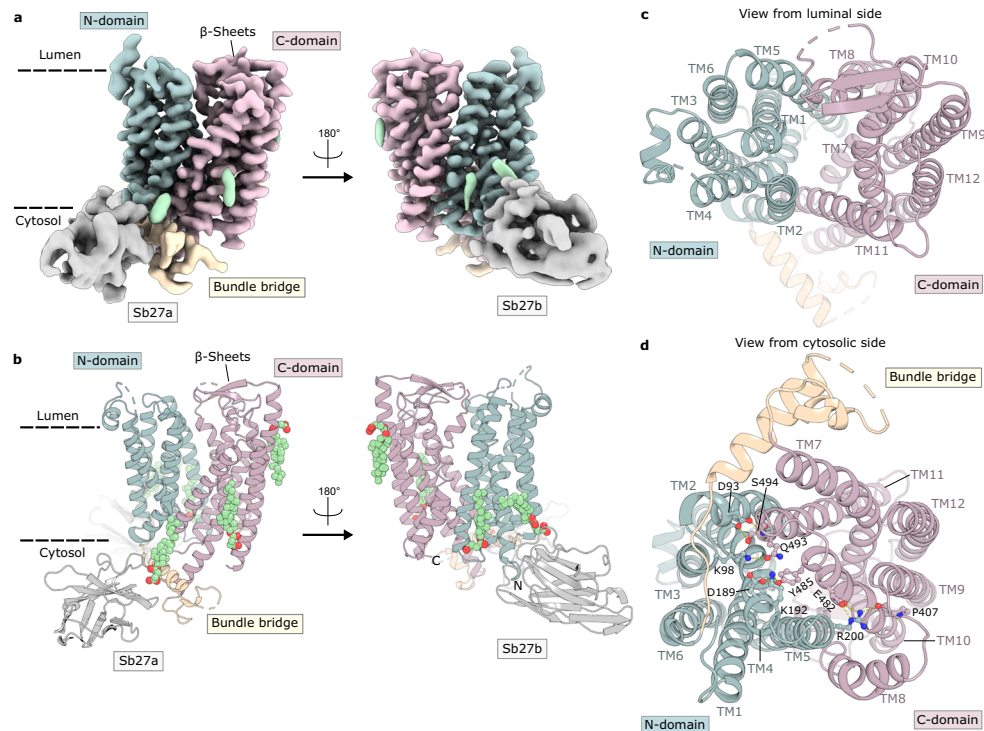 a
N-domain
β-Sheets
C-domain
Lumen
180°
Cytosol
Bundle bridge
Sb27a
Sb27b
b
N-domain
β-Sheets
C-domain
Lumen
180°
Cytosol
C
N
Bundle bridge
Sb27a
Sb27b
c
View from luminal side
TM5
TM8
TM10
TM6
TM3
TM1
TM9
TM7
TM12
TM4
TM2
TM11
N-domain
C-domain
d
View from cytosolic side
Bundle bridge
TM7
TM11
TM2
D93
S494
TM12
Q493
K98
TM3
D189
Y485
E482
TM9
K192
P407
R200
TM10
TM6
TM4
TM5
TM8
TM1
N-domain
C-domain